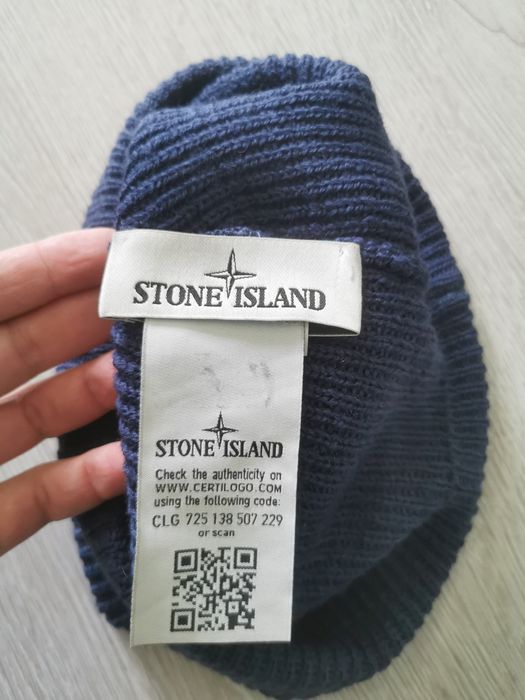 STONE ISLAND
STONE ISLAND
Check the authenticity on
WWW.CERTILOGO.COM
using the following code:
CLG 725 138 507 229
or scan